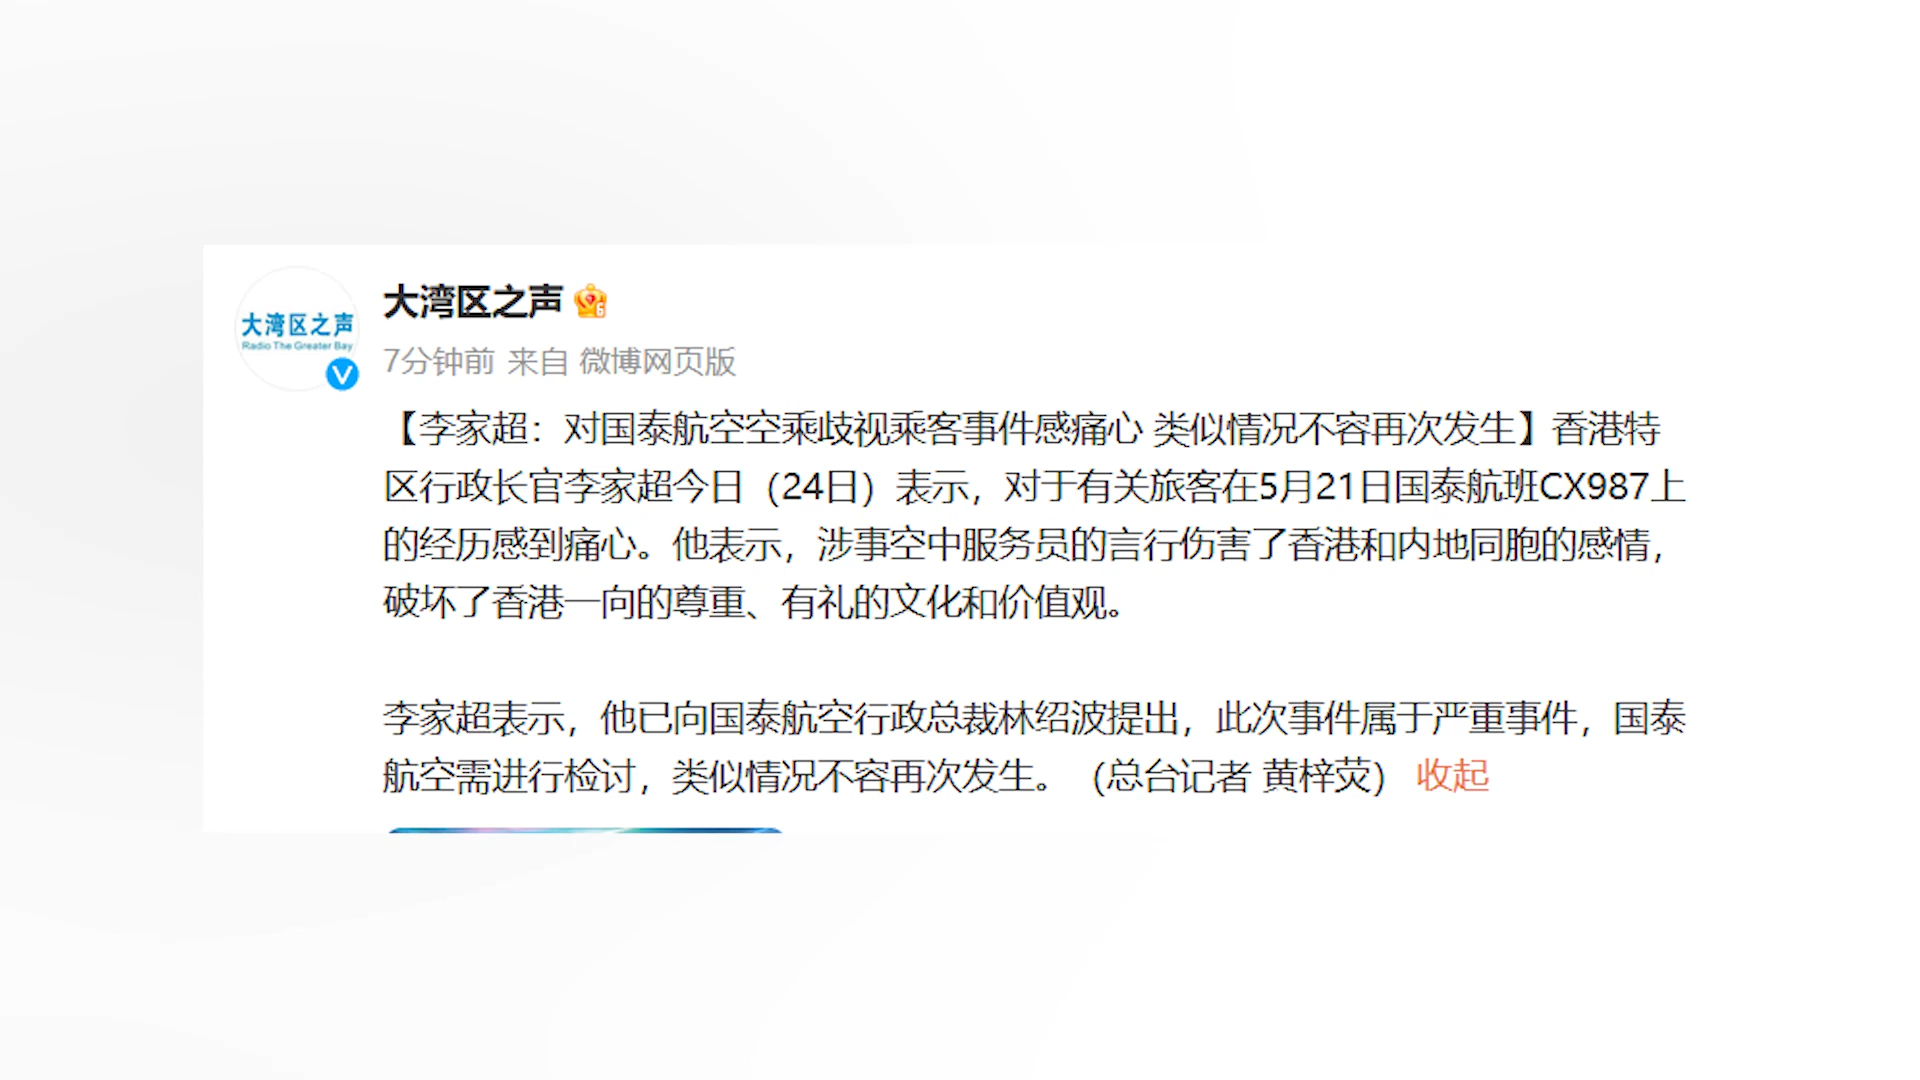 大湾区之声
Radio The Greater Bay
大湾区之声
7分钟前 来自 微博网页版
【李家超：对国泰航空空乘歧视乘客事件感痛心 类似情况不容再次发生】香港特
区行政长官李家超今日（24日）表示，对于有关旅客在5月21日国泰航班CX987上
的经历感到痛心。他表示，涉事空中服务员的言行伤害了香港和内地同胞的感情，
破坏了香港一向的尊重、有礼的文化和价值观。
李家超表示，他已向国泰航空行政总裁林绍波提出，此次事件属于严重事件，国泰
航空需进行检讨，类似情况不容再次发生。（总台记者 黄梓荧） 收起